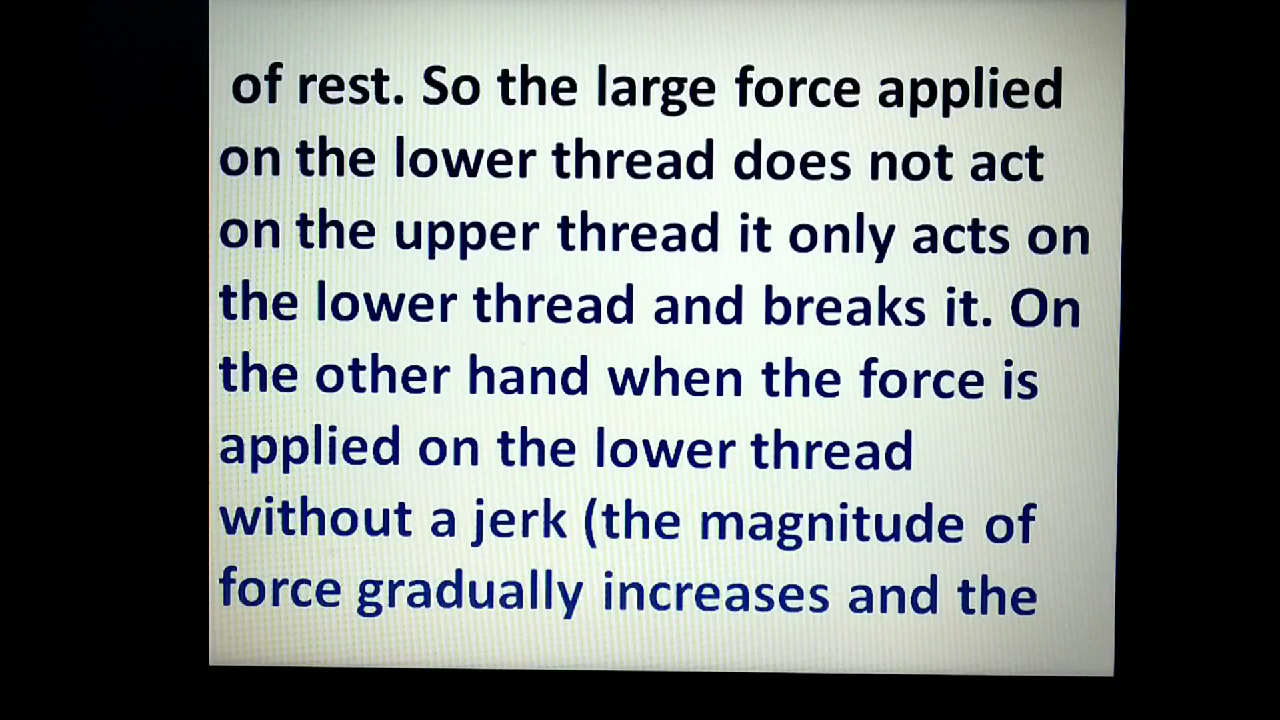 of rest. So the large force applied
on the lower thread does not act
on the upper thread it only acts on
the lower thread and breaks it. On
the other hand when the force is
applied on the lower thread
without a jerk (the magnitude of
force gradually increases and the